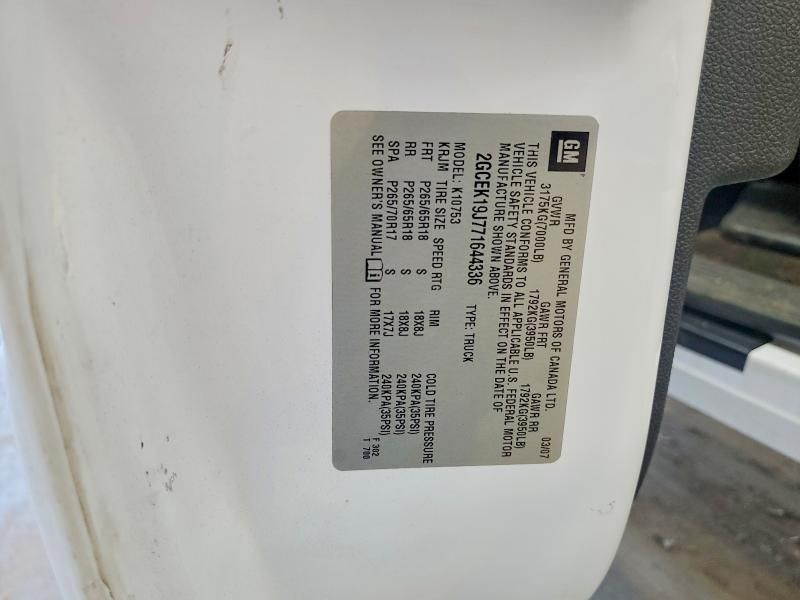 GM
MFD BY GENERAL MOTORS OF CANADA LTD. 03/07
GVWR GAWR FRT GAWR RR
3175KG(7000LB) 1792KG(3950LB) 1792KG(3950LB)
THIS VEHICLE CONFORMS TO ALL APPLICABLE U.S. FEDERAL MOTOR
VEHICLE SAFETY STANDARDS IN EFFECT ON THE DATE OF
MANUFACTURE SHOWN ABOVE.
2GCEK19J771644336 TYPE: TRUCK
MODEL: K10753
KRJM TIRE SIZE SPEED RTG RIM COLD TIRE PRESSURE
FRT P265/65R18 S 18X8J 240KPA(35PSI)
RR P265/65R18 S 18X8J 240KPA(35PSI)
SPA P265/70R17 S 17X7J 240KPA(35PSI)
SEE OWNER'S MANUAL i FOR MORE INFORMATION.
F 302
T 700